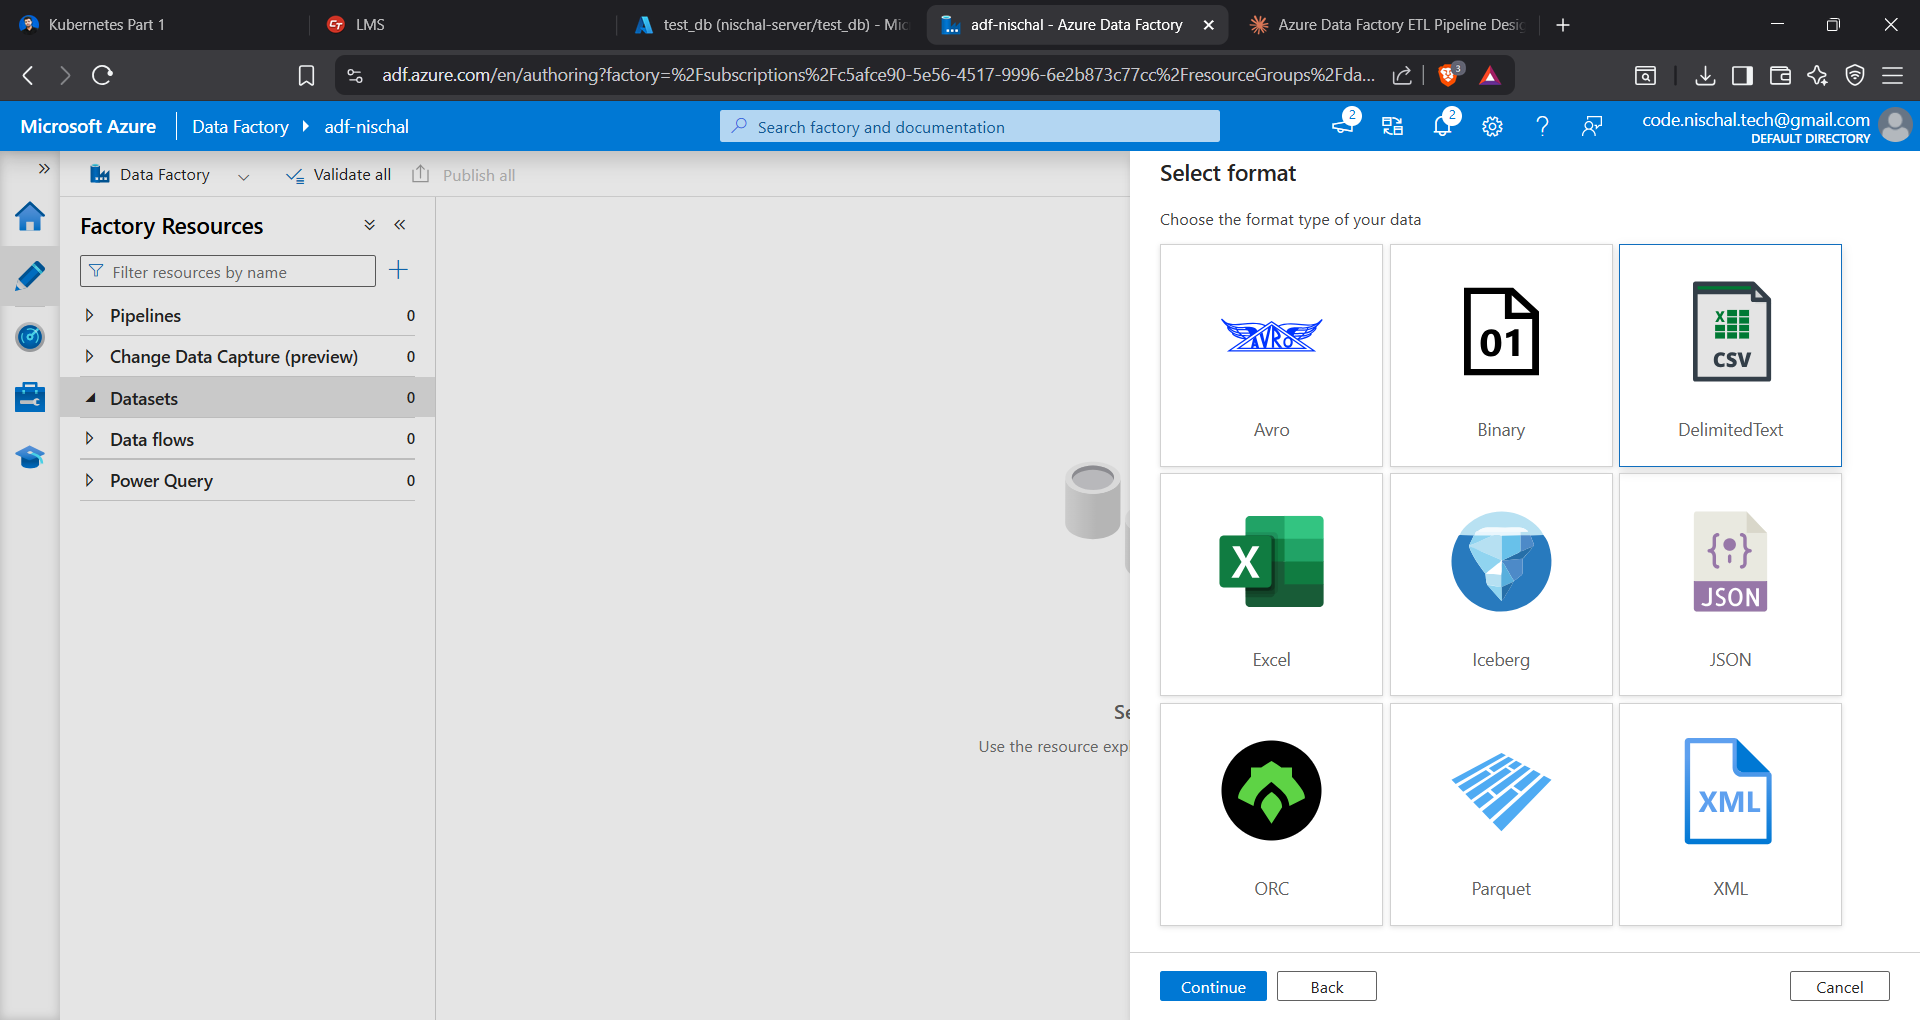 Kubernetes Part 1
LMS
test_db (nischal-server/test_db) - Mic
adf-nischal - Azure Data Factory
Azure Data Factory ETL Pipeline Desig
adf.azure.com/en/authoring?factory=%2Fsubscriptions%2Fc5afce90-5e56-4517-9996-6e2b873c77cc%2FresourceGroups%2Fda...
3
Microsoft Azure
Data Factory
adf-nischal
Search factory and documentation
2
2
code.nischal.tech@gmail.com
DEFAULT DIRECTORY
Data Factory
Validate all
Publish all
Factory Resources
Filter resources by name
Pipelines 0
Change Data Capture (preview) 0
Datasets 0
Data flows 0
Power Query 0
Se
Use the resource exp
Select format
Choose the format type of your data
AVRO
01
X
CSV
Avro
Binary
DelimitedText
X
JSON
Excel
Iceberg
JSON
XML
ORC
Parquet
XML
Continue
Back
Cancel